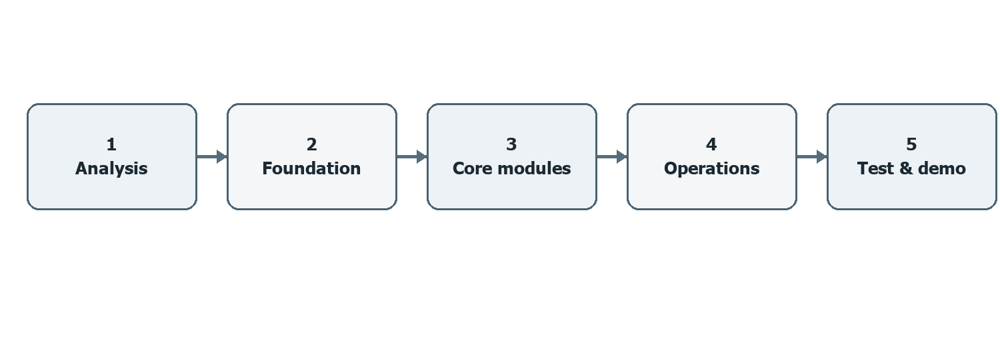 1
Analysis
2
Foundation
3
Core modules
4
Operations
5
Test & demo